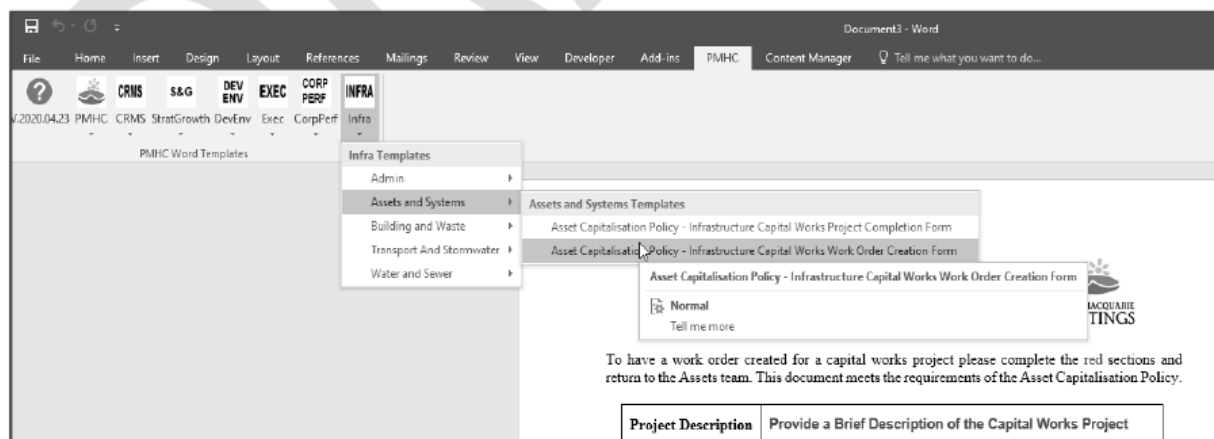 Document3 - Word
File Home Insert Design Layout References Mailings Review View Developer Add-ins PMHC Content Manager Tell me what you want to do...
CRMS S&G DEV ENV EXEC CORP PERF INFRA
V.2020.04.23 PMHC CRMS StratGrowth DevEnv Exec CorpPerf Infra
PMHC Word Templates
Infra Templates
Admin
Assets and Systems
Assets and Systems Templates
Building and Waste
Asset Capitalisation Policy - Infrastructure Capital Works Project Completion Form
Transport And Stormwater
Asset Capitalisation Policy - Infrastructure Capital Works Work Order Creation Form
Water and Sewer
Asset Capitalisation Policy - Infrastructure Capital Works Work Order Creation Form
Normal
Tell me more
ACQUARIE
TINGS
To have a work order created for a capital works project please complete the red sections and
return to the Assets team. This document meets the requirements of the Asset Capitalisation Policy.
Project Description Provide a Brief Description of the Capital Works Project